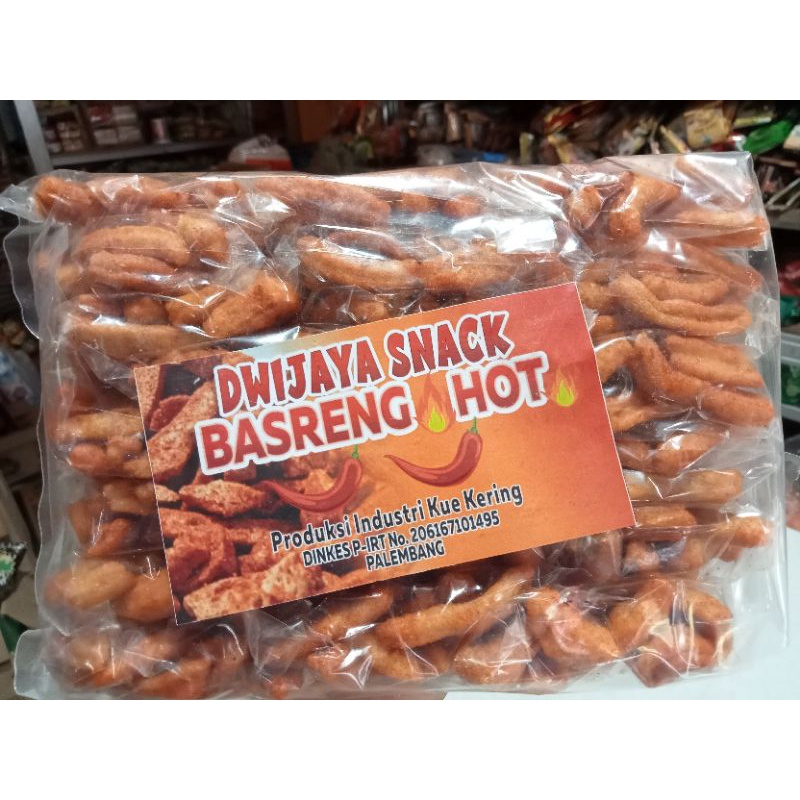 DWIJAYA SNACK
BASRENG HOT
Produksi Industri Kue Kering
DINKES P-IRT No. 206167101495
PALEMBANG